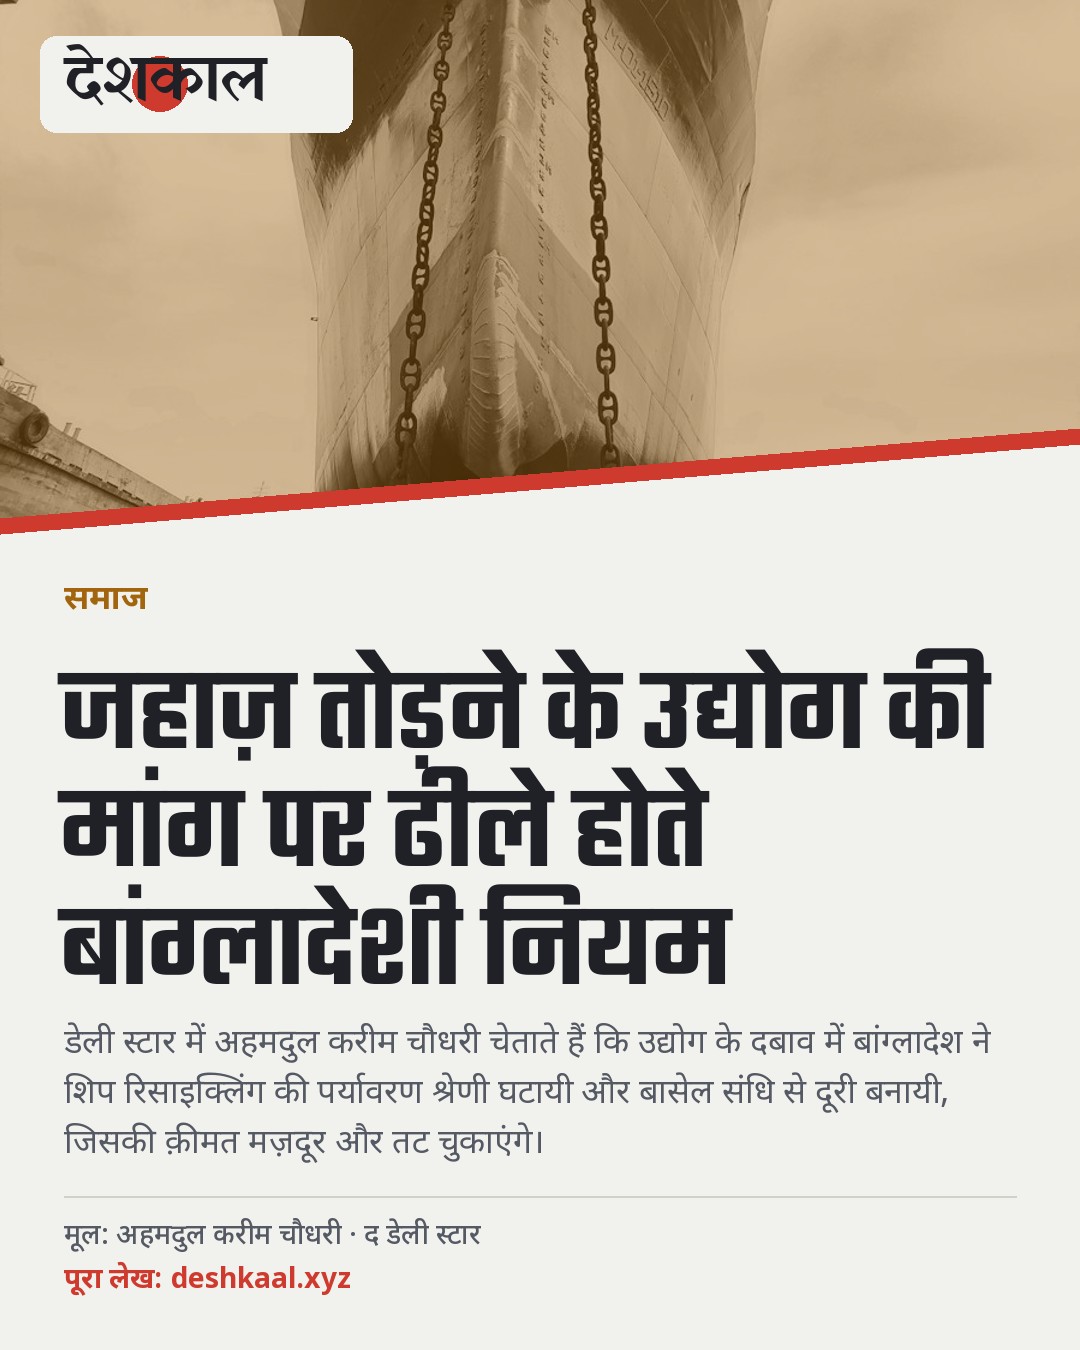 देशकाल
समाज
जहाज़ तोड़ने के उद्योग की
मांग पर ढीले होते
बांग्लादेशी नियम
डेली स्टार में अहमदुल करीम चौधरी चेताते हैं कि उद्योग के दबाव में बांग्लादेश ने
शिप रिसाइक्लिंग की पर्यावरण श्रेणी घटायी और बासेल संधि से दूरी बनायी,
जिसकी क़ीमत मज़दूर और तट चुकाएंगे।
मूल: अहमदुल करीम चौधरी · द डेली स्टार
पूरा लेख: deshkaal.xyz